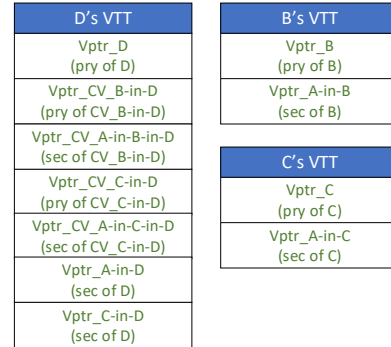 D's VTT
Vptr_D
(pry of D)
Vptr_CV_B-in-D
(pry of CV_B-in-D)
Vptr_CV_A-in-B-in-D
(sec of CV_B-in-D)
Vptr_CV_C-in-D
(pry of CV_C-in-D)
Vptr_CV_A-in-C-in-D
(sec of CV_C-in-D)
Vptr_A-in-D
(sec of D)
Vptr_C-in-D
(sec of D)
B's VTT
Vptr_B
(pry of B)
Vptr_A-in-B
(sec of B)
C's VTT
Vptr_C
(pry of C)
Vptr_A-in-C
(sec of C)